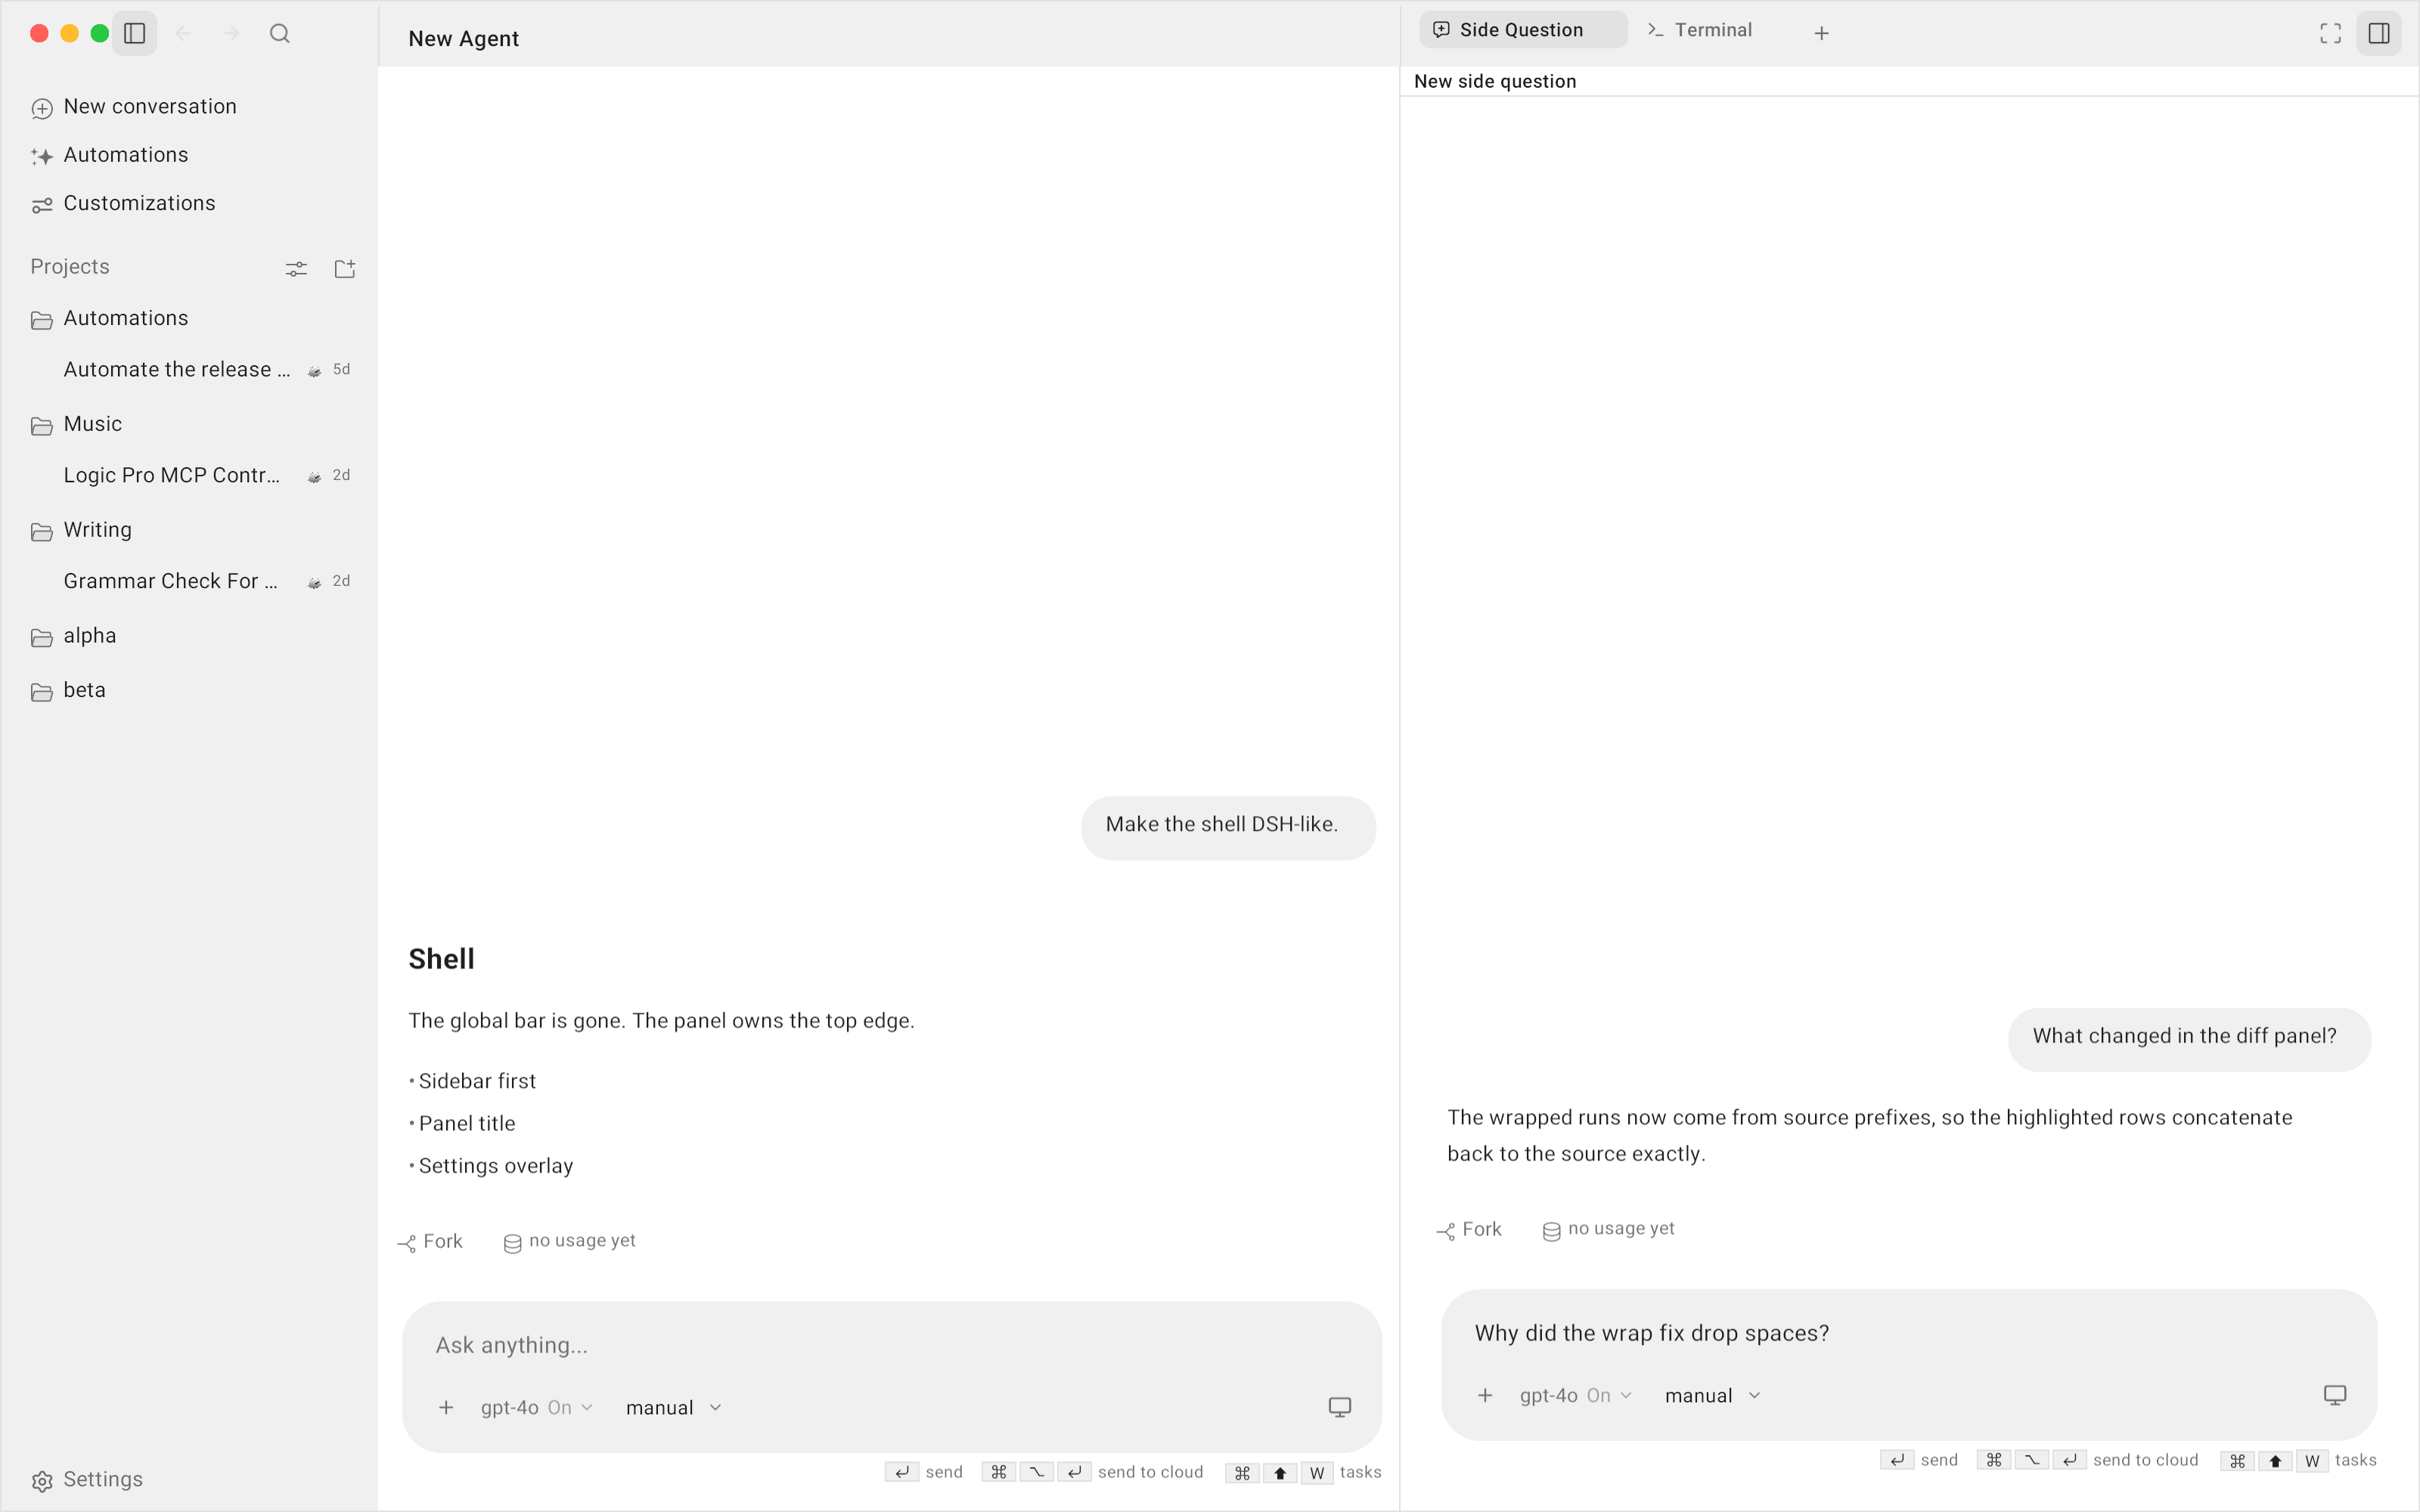 New conversation
Automations
Customizations
Projects
Automations
Automate the release ... 5d
Music
Logic Pro MCP Contr... 2d
Writing
Grammar Check For ... 2d
alpha
beta
Settings
New Agent
Make the shell DSH-like.
Shell
The global bar is gone. The panel owns the top edge.
• Sidebar first
• Panel title
• Settings overlay
Fork no usage yet
Ask anything...
+ gpt-4o On manual
↵ send ⌘ ⌥ ↵ send to cloud ⌘ ⬆ W tasks
Side Question Terminal +
New side question
What changed in the diff panel?
The wrapped runs now come from source prefixes, so the highlighted rows concatenate
back to the source exactly.
Fork no usage yet
Why did the wrap fix drop spaces?
+ gpt-4o On manual
↵ send ⌘ ⌥ ↵ send to cloud ⌘ ⬆ W tasks